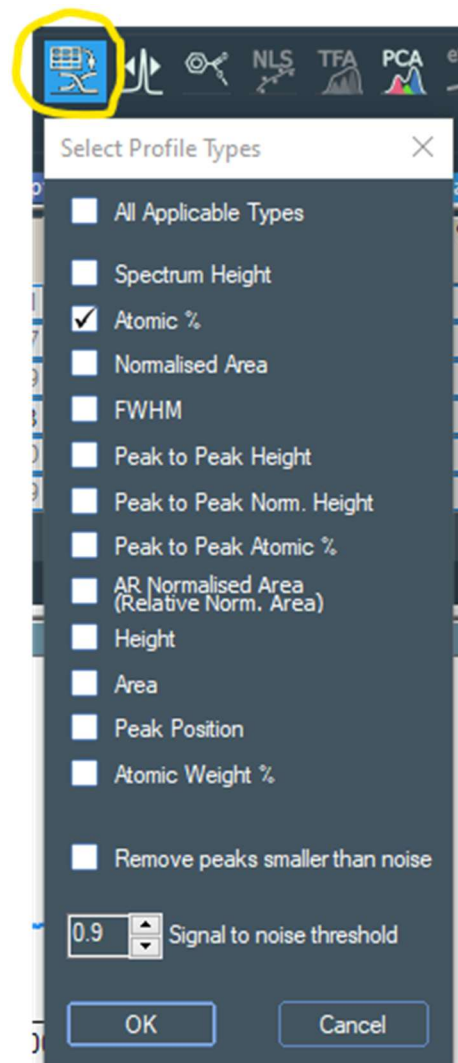 NLS TFA PCA
Select Profile Types
All Applicable Types
Spectrum Height
Atomic %
Normalised Area
FWHM
Peak to Peak Height
Peak to Peak Norm. Height
Peak to Peak Atomic %
AR Normalised Area
(Relative Norm. Area)
Height
Area
Peak Position
Atomic Weight %
Remove peaks smaller than noise
0.9 Signal to noise threshold
OK Cancel